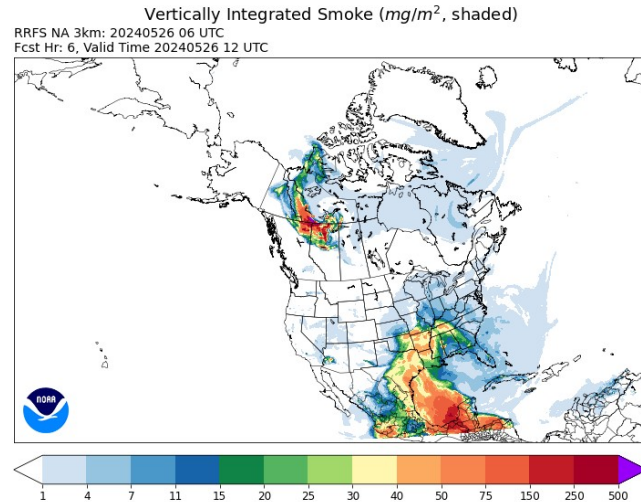 Vertically Integrated Smoke (mg/m², shaded)
RRFS NA 3km: 20240526 06 UTC
Fcst Hr: 6, Valid Time 20240526 12 UTC
NOAA
1 4 7 11 15 20 25 30 40 50 75 150 250 500